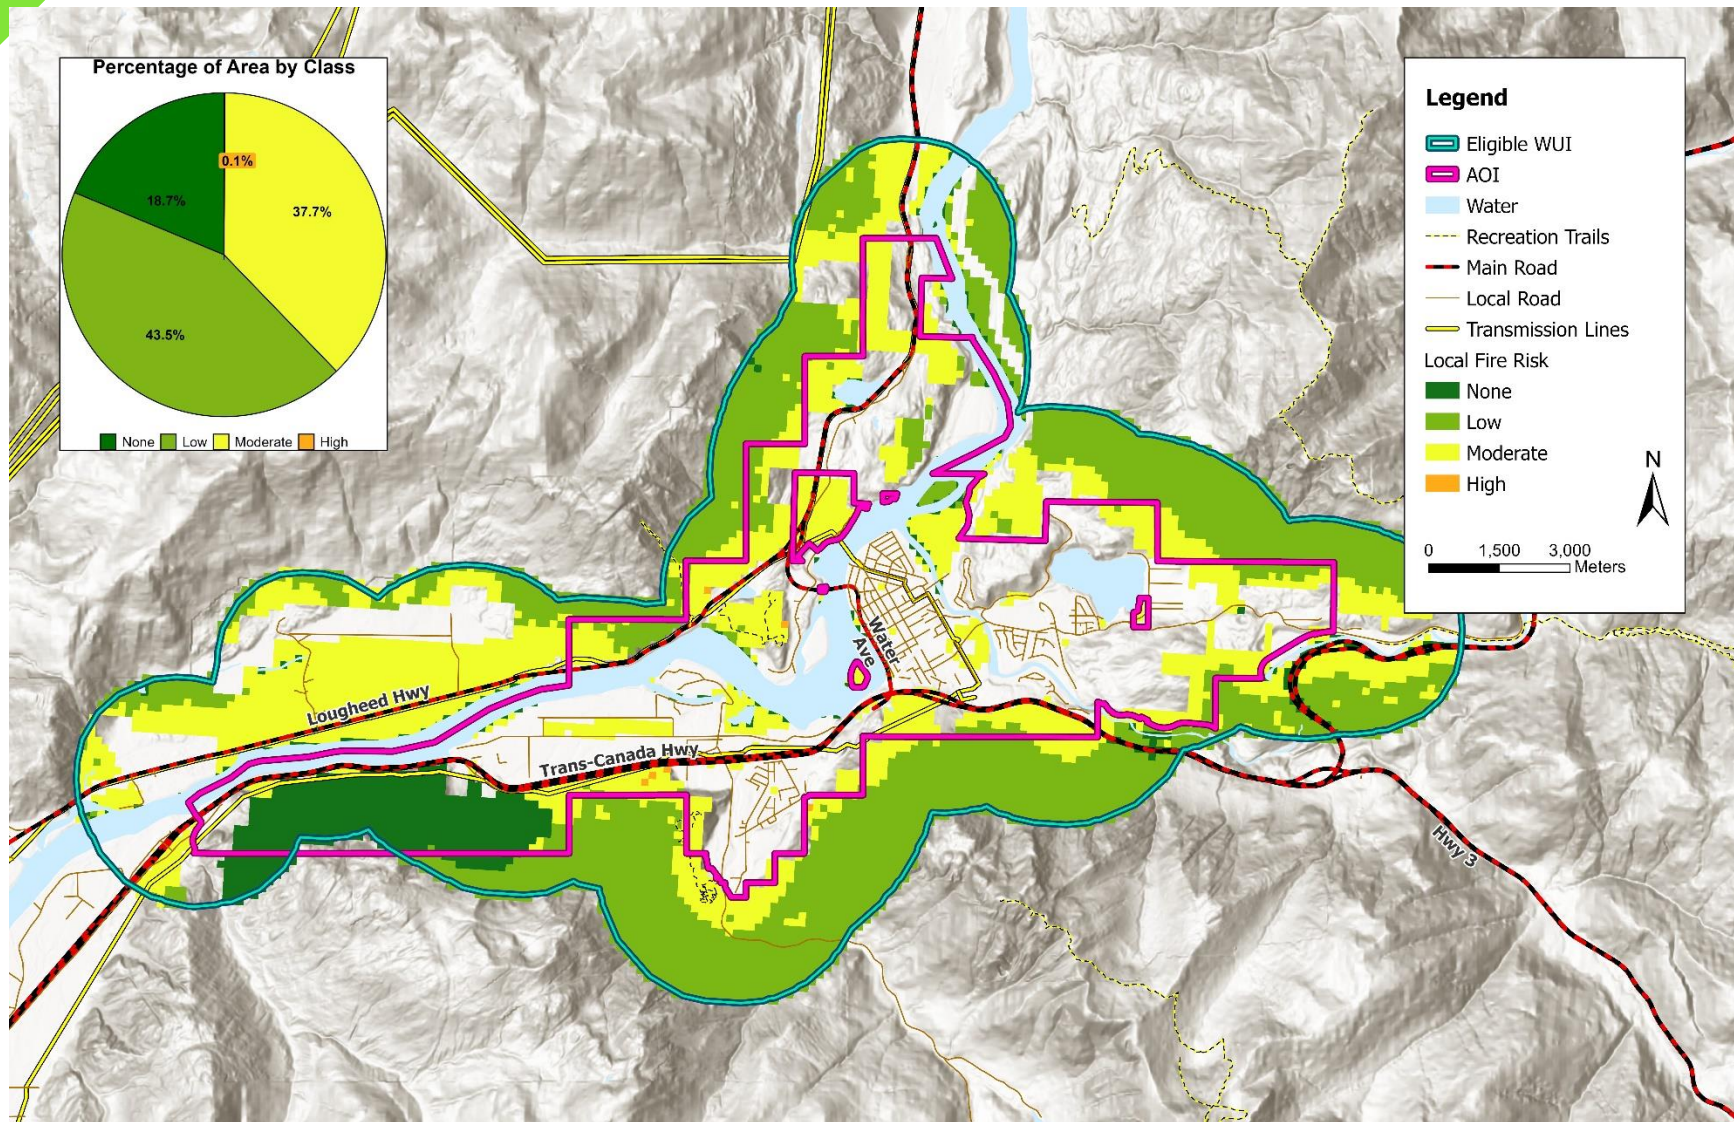 Percentage of Area by Class
0.1%
18.7%
37.7%
43.5%
None Low Moderate High
Legend
Eligible WUI
AOI
Water
Recreation Trails
Main Road
Local Road
Transmission Lines
Local Fire Risk
None
Low
Moderate
High
N
0 1,500 3,000
Meters
Water
Ave
Lougheed Hwy
Trans-Canada Hwy
Hwy 3